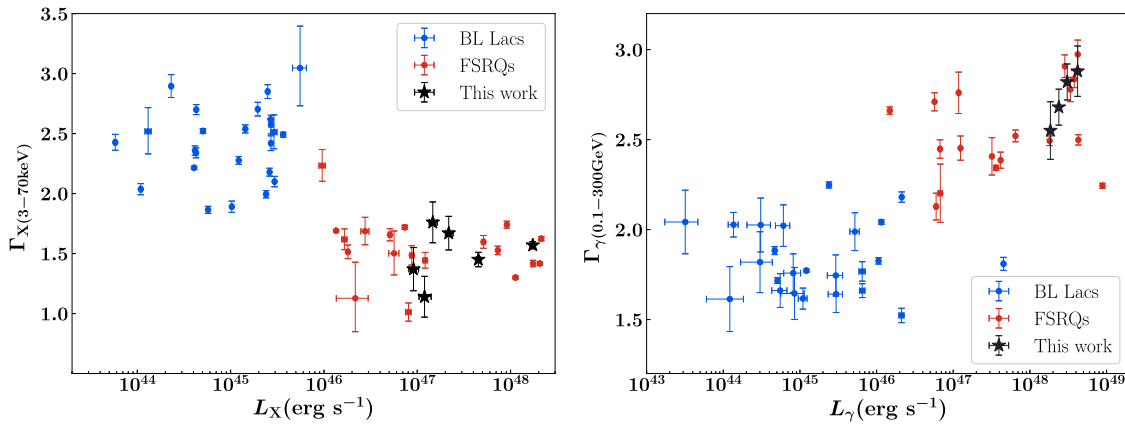 3.5
3.0
2.5
2.0
1.5
1.0
Γ_X(3−70keV)
BL Lacs
FSRQs
This work
10^44
10^45
10^46
10^47
10^48
L_X(erg s^−1)
3.0
2.5
2.0
1.5
Γ_γ(0.1−300GeV)
BL Lacs
FSRQs
This work
10^43
10^44
10^45
10^46
10^47
10^48
10^49
L_γ(erg s^−1)